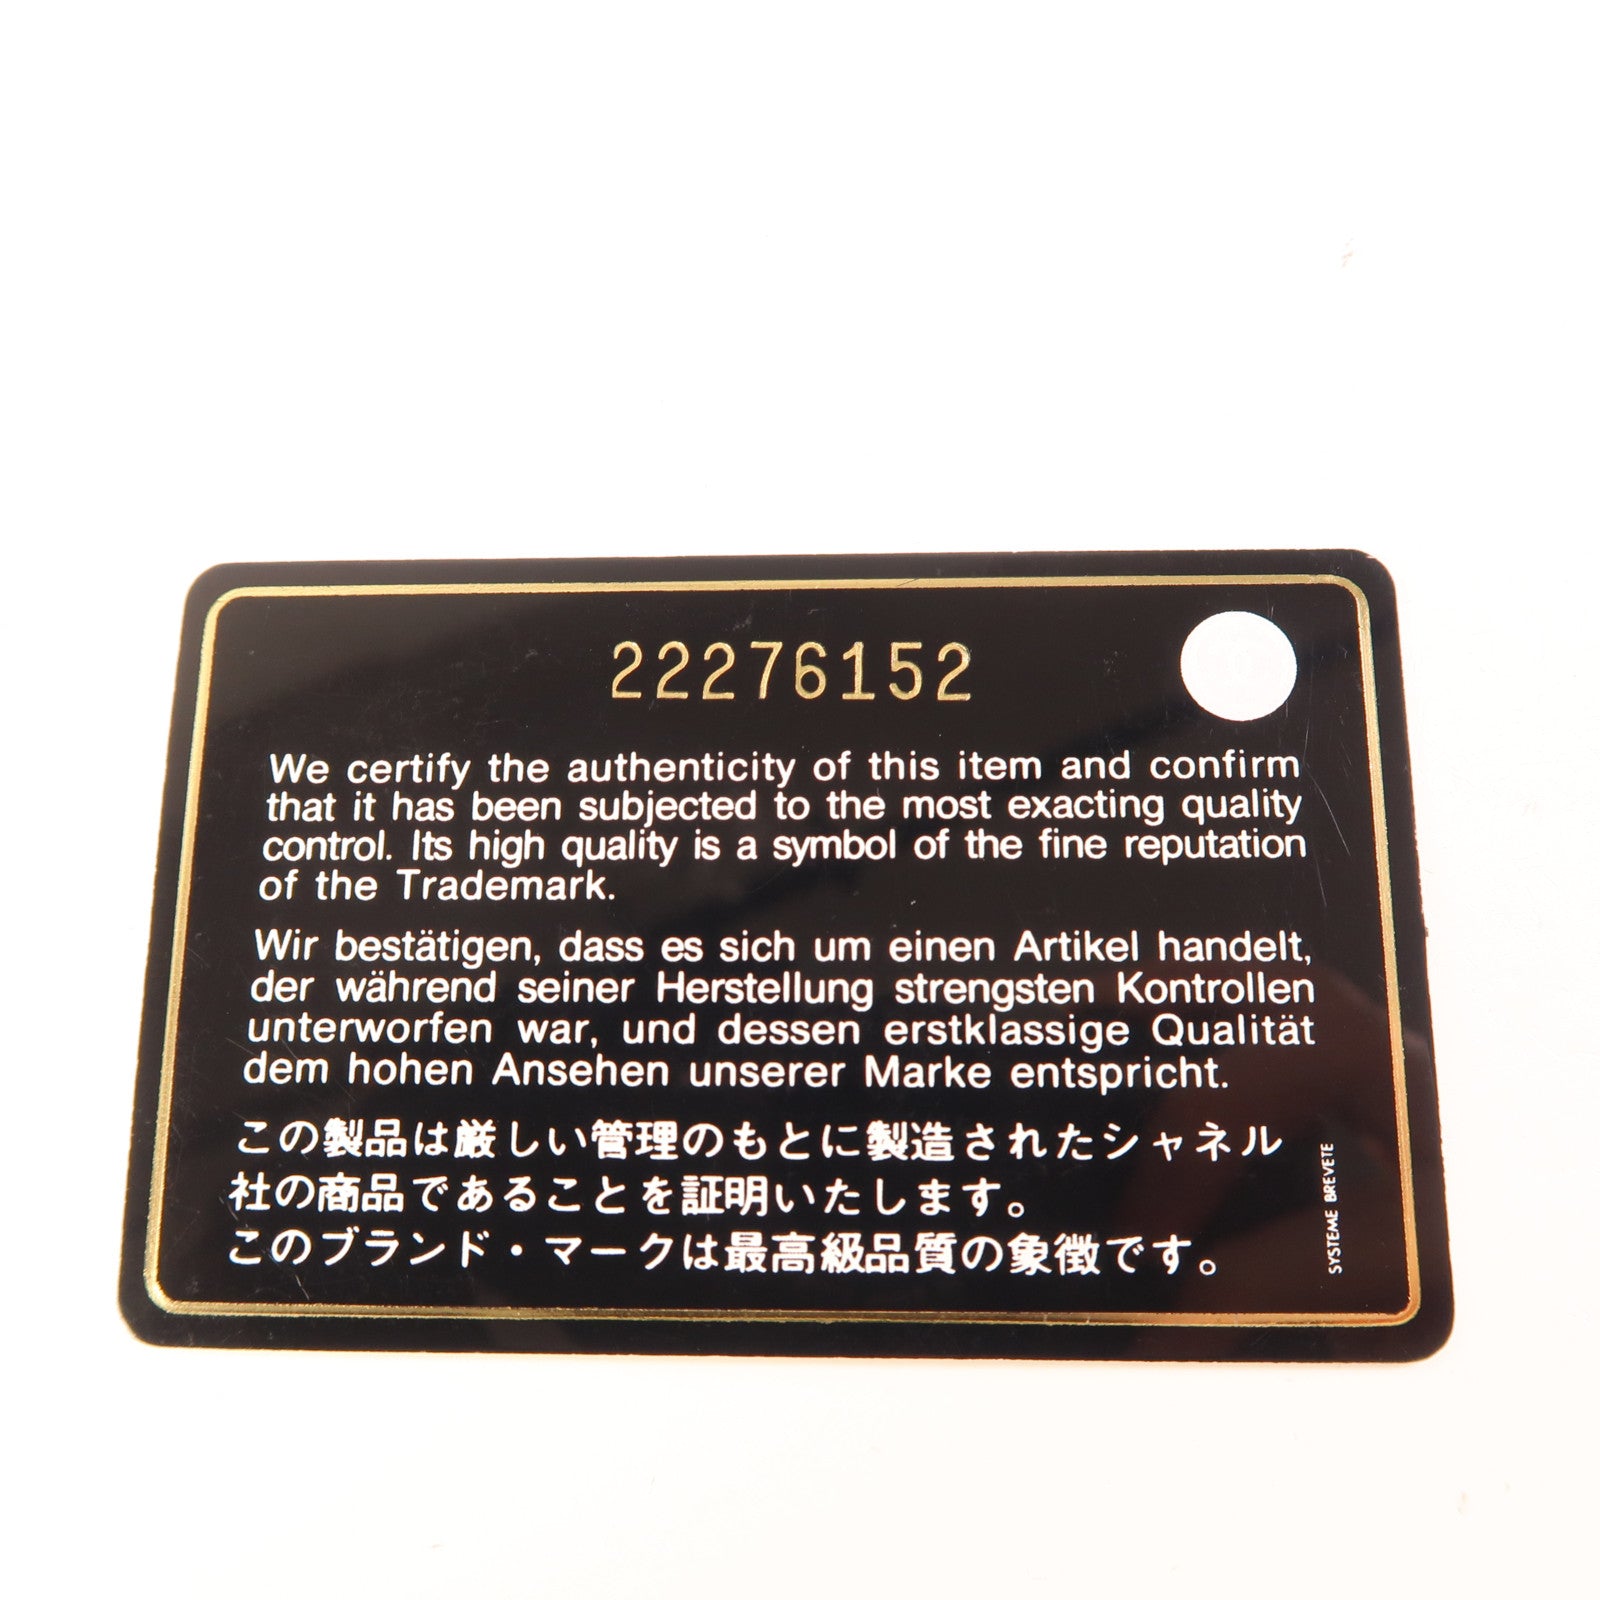 22276152
We certify the authenticity of this item and confirm
that it has been subjected to the most exacting quality
control. Its high quality is a symbol of the fine reputation
of the Trademark.
Wir bestätigen, dass es sich um einen Artikel handelt,
der während seiner Herstellung strengsten Kontrollen
unterworfen war, und dessen erstklassige Qualität
dem hohen Ansehen unserer Marke entspricht.
この製品は厳しい管理のもとに製造されたシャネル
社の商品であることを証明いたします。
このブランド・マークは最高級品質の象徴です。
SYSTEME BREVETE